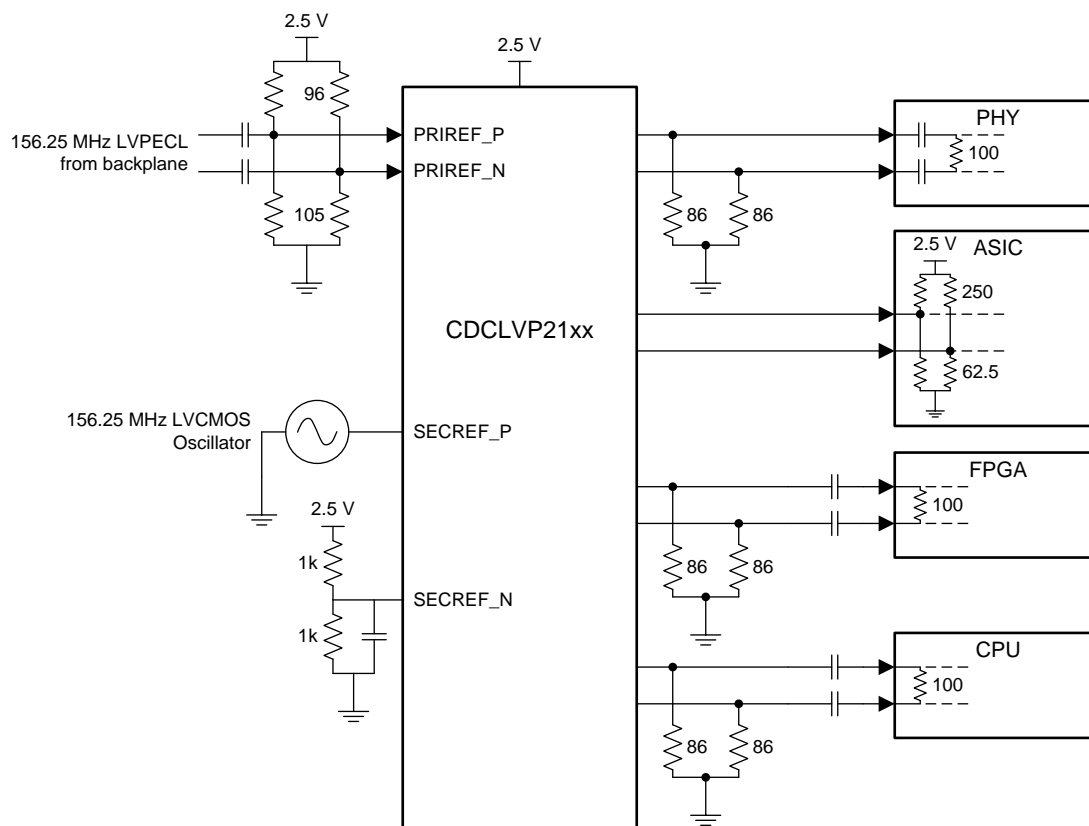 2.5 V
96
105
156.25 MHz LVPECL
from backplane
2.5 V
PRIREF_P
PRIREF_N
CDCLVP21xx
156.25 MHz LVCMOS
Oscillator
SECREF_P
2.5 V
1k
1k
SECREF_N
86
86
PHY
100
ASIC
2.5 V
250
62.5
86
86
FPGA
100
86
86
CPU
100